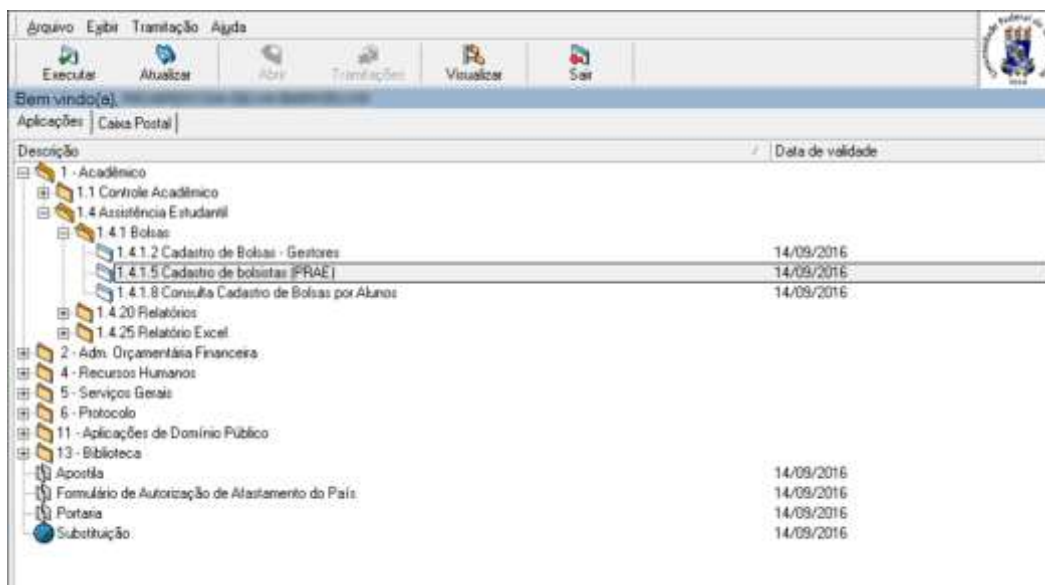 Arquivo Exibir Tramitação Ajuda
Executar Atualizar Abrir Tramitações Visualizar Sair
Bem vindo(a),
Aplicações Caixa Postal
Descrição Data de validade
1 - Acadêmico
1.1 Controle Acadêmico
1.4 Assistência Estudantil
1.4.1 Bolsas
1.4.1.2 Cadastro de Bolsas - Gestores 14/09/2016
1.4.1.5 Cadastro de bolsistas (PRAE) 14/09/2016
1.4.1.8 Consulta Cadastro de Bolsas por Alunos 14/09/2016
1.4.20 Relatórios
1.4.25 Relatório Excel
2 - Adm. Orçamentária Financeira
4 - Recursos Humanos
5 - Serviços Gerais
6 - Protocolo
11 - Aplicações de Domínio Público
13 - Biblioteca
Apostila 14/09/2016
Formulário de Autorização de Afastamento do País 14/09/2016
Portaria 14/09/2016
Substituição 14/09/2016